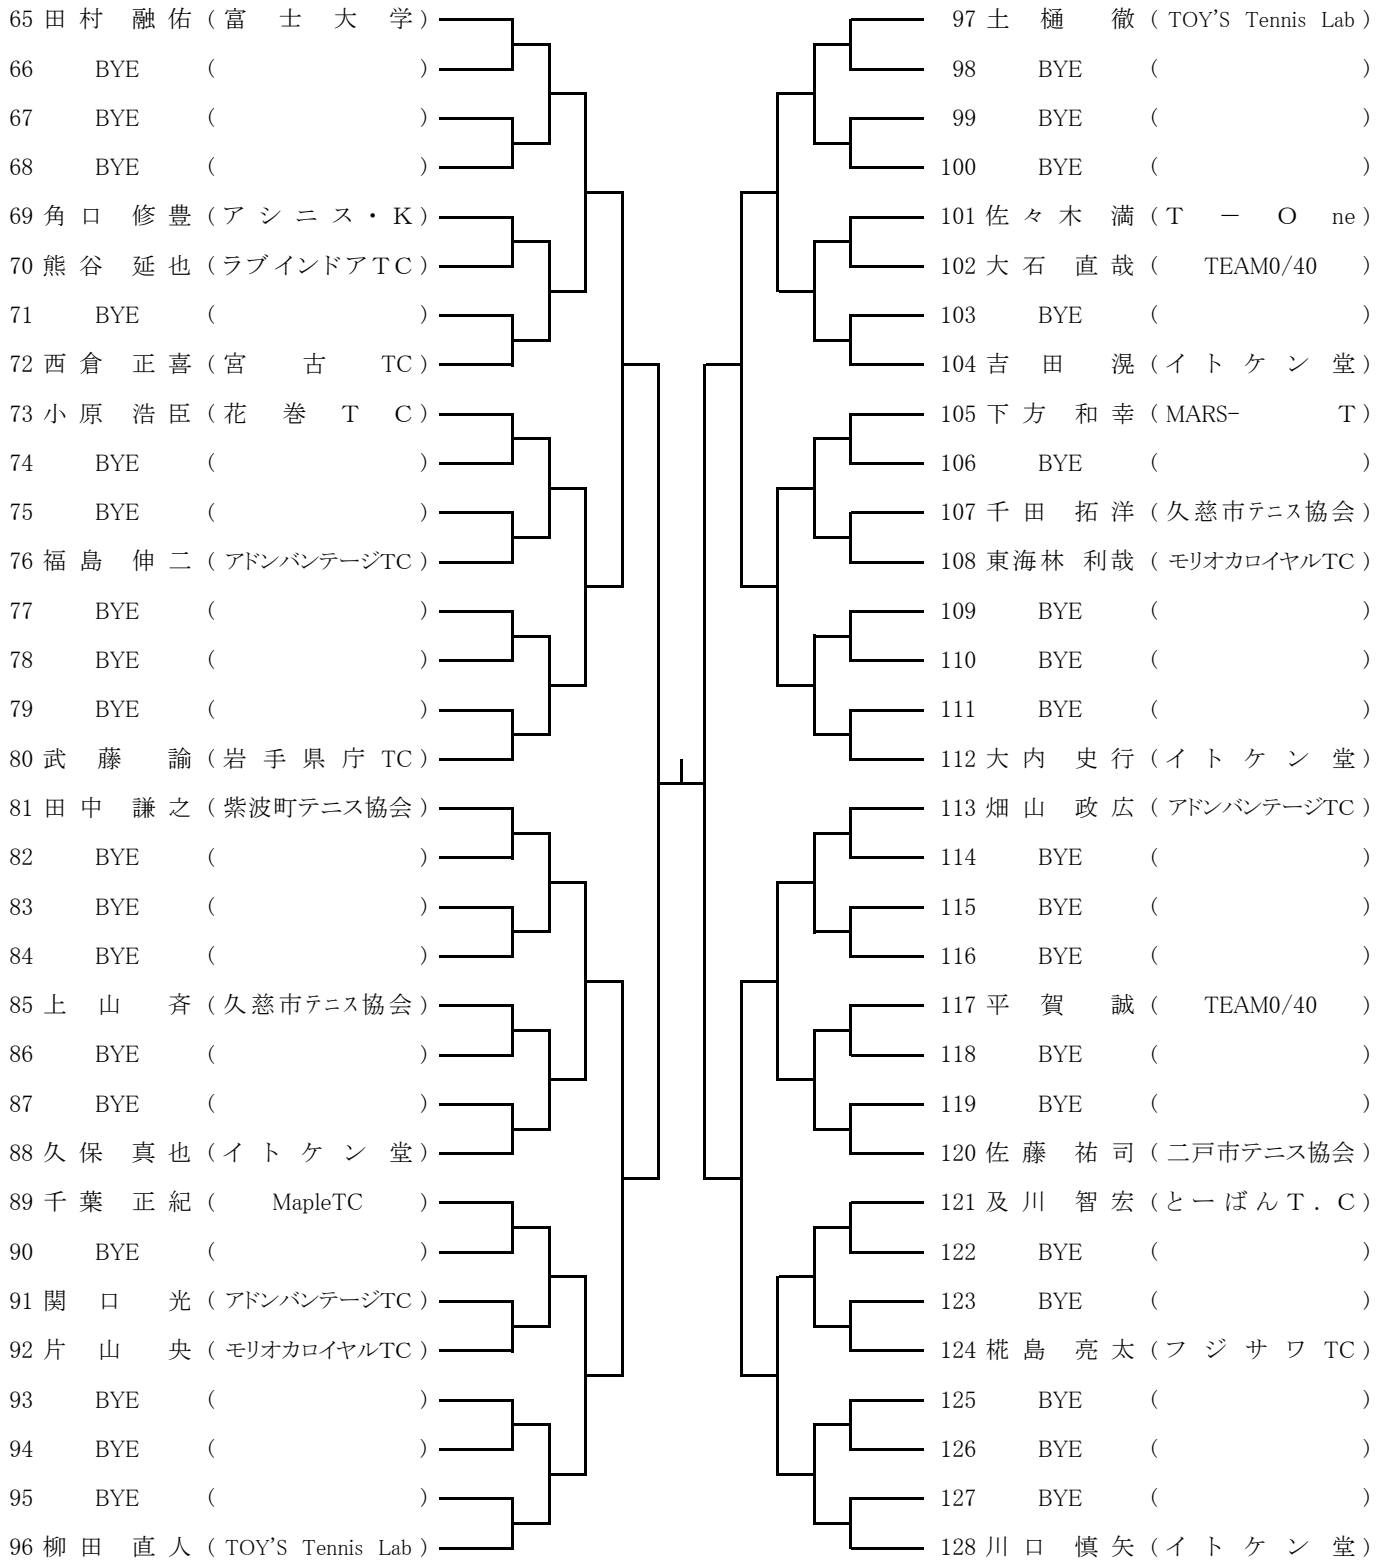 65 田村 融佑 (富士大学)
66 BYE ( )
67 BYE ( )
68 BYE ( )
69 角口 修豊 (アシニス・K)
70 熊谷 延也 (ラブインドアTC)
71 BYE ( )
72 西倉 正喜 (宮古TC)
73 小原 浩臣 (花巻TC)
74 BYE ( )
75 BYE ( )
76 福島 伸二 (アドンバンテージTC)
77 BYE ( )
78 BYE ( )
79 BYE ( )
80 武藤 諭 (岩手県庁TC)
81 田中 謙之 (紫波町テニス協会)
82 BYE ( )
83 BYE ( )
84 BYE ( )
85 上山 斉 (久慈市テニス協会)
86 BYE ( )
87 BYE ( )
88 久保 真也 (イトケン堂)
89 千葉 正紀 (MapleTC)
90 BYE ( )
91 関口 光 (アドンバンテージTC)
92 片山 央 (モリオカロイヤルTC)
93 BYE ( )
94 BYE ( )
95 BYE ( )
96 柳田 直人 (TOY'S Tennis Lab)
97 土樋 徹 (TOY'S Tennis Lab)
98 BYE ( )
99 BYE ( )
100 BYE ( )
101 佐々木 満 (T－One)
102 大石 直哉 (TEAM0/40)
103 BYE ( )
104 吉田 滉 (イトケン堂)
105 下方 和幸 (MARS-T)
106 BYE ( )
107 千田 拓洋 (久慈市テニス協会)
108 東海林 利哉 (モリオカロイヤルTC)
109 BYE ( )
110 BYE ( )
111 BYE ( )
112 大内 史行 (イトケン堂)
113 畑山 政広 (アドンバンテージTC)
114 BYE ( )
115 BYE ( )
116 BYE ( )
117 平賀 誠 (TEAM0/40)
118 BYE ( )
119 BYE ( )
120 佐藤 祐司 (二戸市テニス協会)
121 及川 智宏 (とーばんT．C)
122 BYE ( )
123 BYE ( )
124 椛島 亮太 (フジサワTC)
125 BYE ( )
126 BYE ( )
127 BYE ( )
128 川口 慎矢 (イトケン堂)